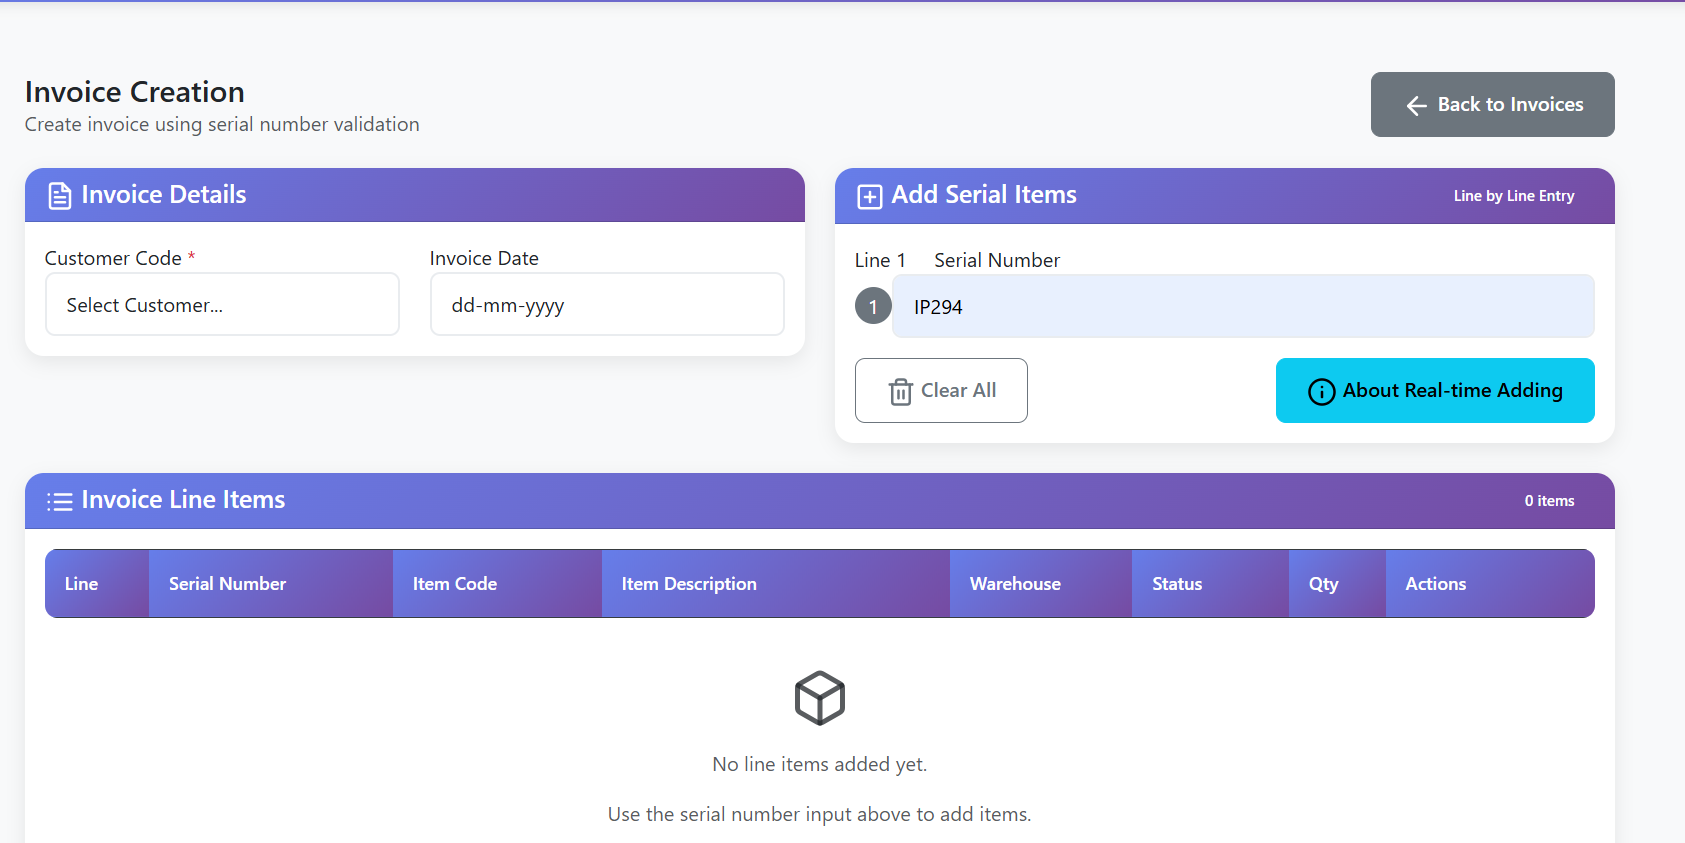 Invoice Creation
Create invoice using serial number validation
Back to Invoices
Invoice Details
Customer Code *
Invoice Date
Select Customer...
dd-mm-yyyy
Add Serial Items
Line by Line Entry
Line 1 Serial Number
1 IP294
Clear All
About Real-time Adding
Invoice Line Items
0 items
Line Serial Number Item Code Item Description Warehouse Status Qty Actions
No line items added yet.
Use the serial number input above to add items.